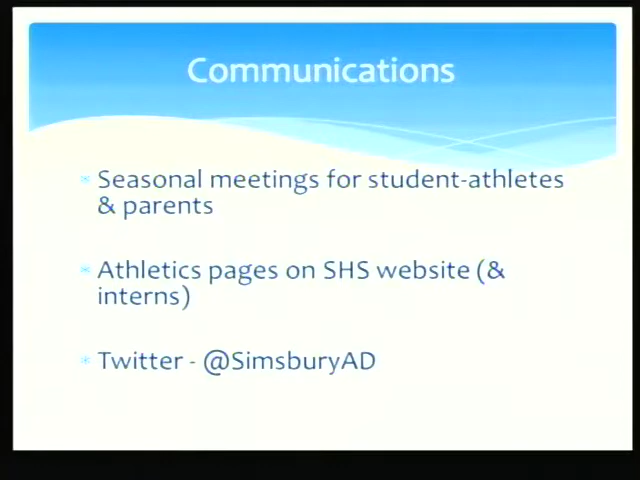 Communications
* Seasonal meetings for student-athletes
& parents
* Athletics pages on SHS website (&
interns)
* Twitter - @SimsburyAD